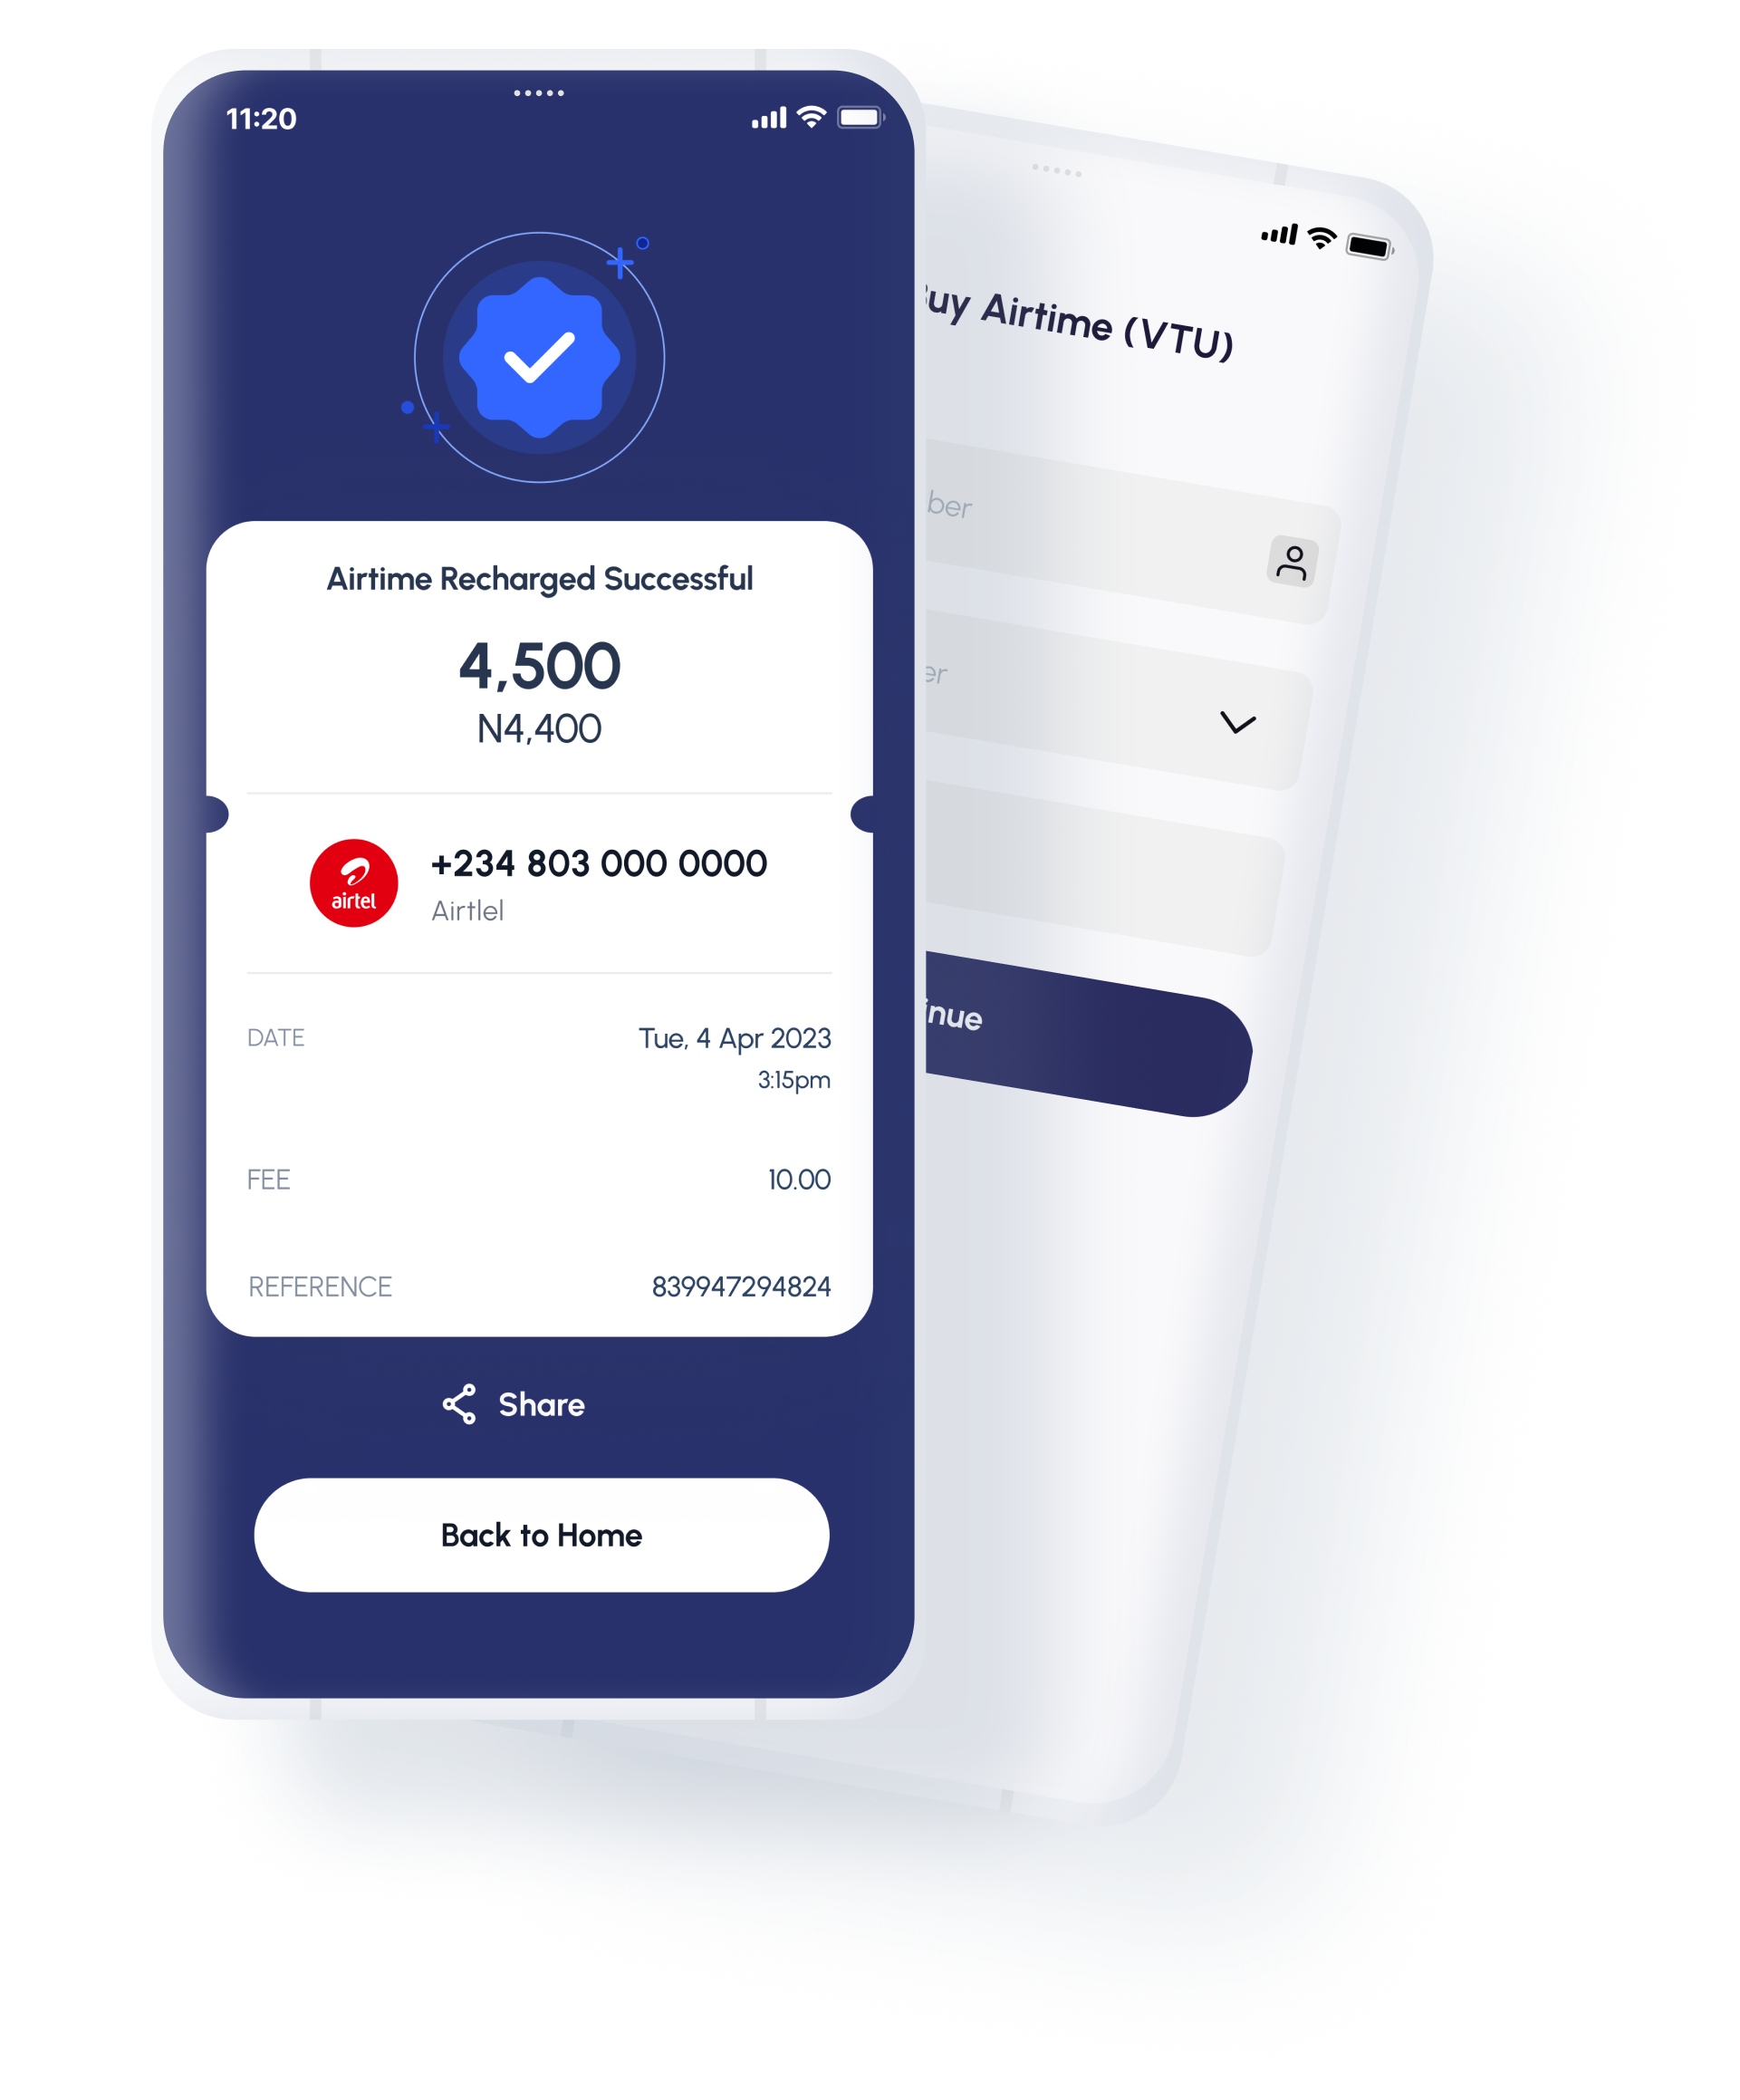 11:20
Airtime Recharged Successful
4,500
N4,400
airtel
+234 803 000 0000
Airtlel
DATE
Tue, 4 Apr 2023
3:15pm
FEE
10.00
REFERENCE
839947294824
Share
Back to Home
Buy Airtime (VTU)
ber
er
inue